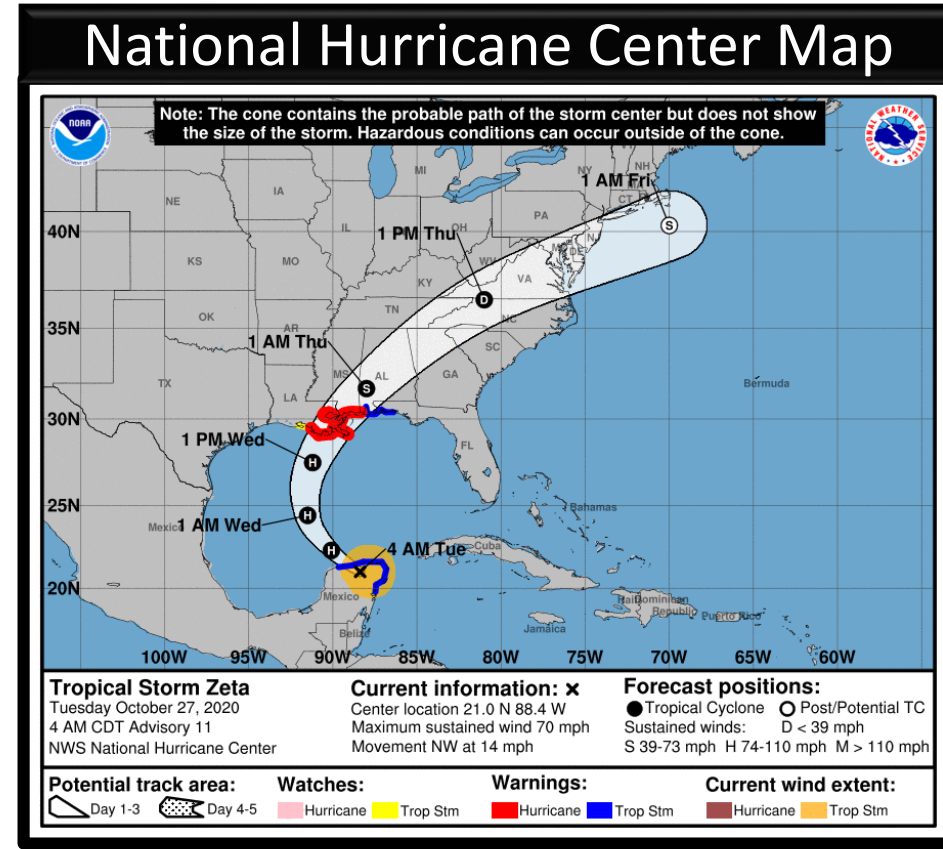 National Hurricane Center Map
Note: The cone contains the probable path of the storm center but does not show
the size of the storm. Hazardous conditions can occur outside of the cone.
NOAA
NATIONAL WEATHER SERVICE
MI
NY
NH
1 AM Fri
NE
IA
CT
PA
S
40N
IL
OH
1 PM Thu
KS
MO
WV
DE
KY
VA
D
OK
TN
NC
35N
AR
1 AM Thu
SC
MS
AL
GA
TX
LA
S
Bermuda
30N
1 PM Wed
FL
H
25N
Bahamas
Mexico
1 AM Wed
H
H
4 AM Tue
Cuba
20N
Mexico
Haiti
Dominican
Republic
Puerto Rico
Jamaica
Belize
100W 95W 90W 85W 80W 75W 70W 65W 60W
Tropical Storm Zeta
Tuesday October 27, 2020
4 AM CDT Advisory 11
NWS National Hurricane Center
Current information: ×
Center location 21.0 N 88.4 W
Maximum sustained wind 70 mph
Movement NW at 14 mph
Forecast positions:
Tropical Cyclone Post/Potential TC
Sustained winds: D < 39 mph
S 39-73 mph H 74-110 mph M > 110 mph
Potential track area:
Day 1-3 Day 4-5
Watches:
Hurricane Trop Stm
Warnings:
Hurricane Trop Stm
Current wind extent:
Hurricane Trop Stm